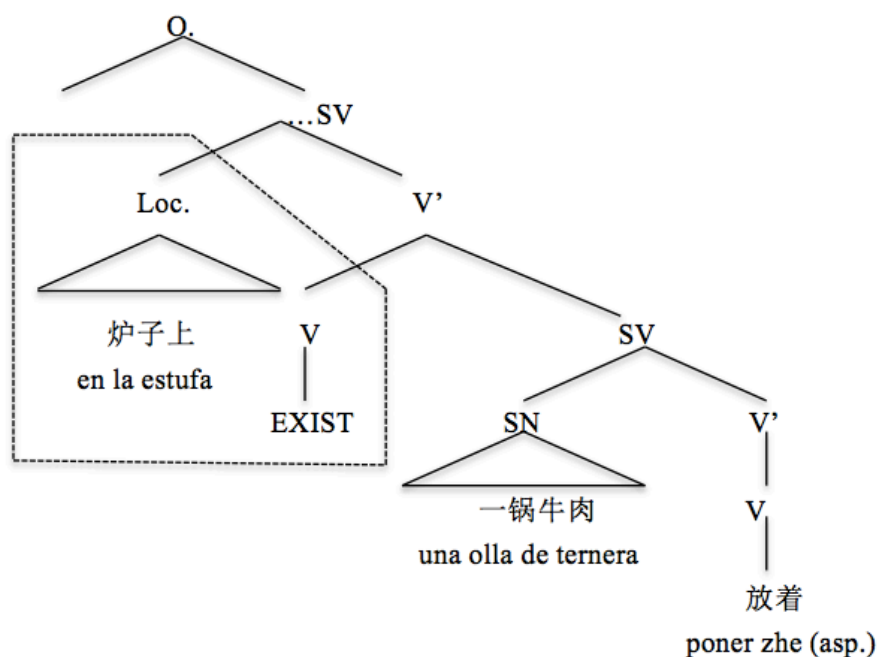 O.
…SV
Loc.
V’
炉子上
en la estufa
V
SV
EXIST
SN
V’
一锅牛肉
una olla de ternera
V
放着
poner zhe (asp.)